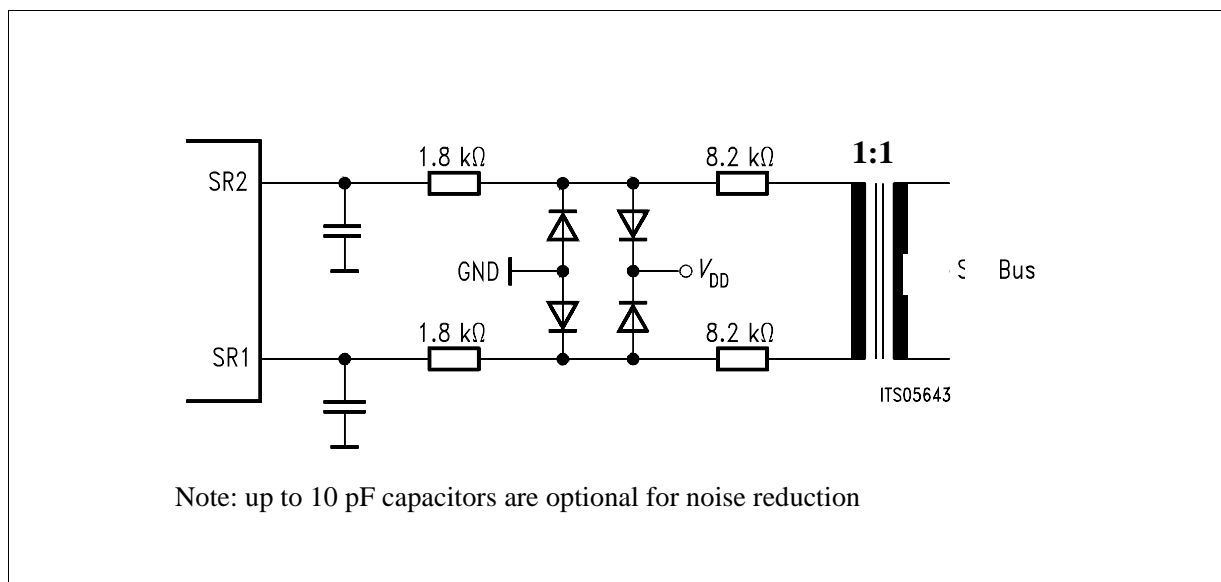 1:1
1.8 kΩ
8.2 kΩ
SR2
GND
VDD
Bus
1.8 kΩ
8.2 kΩ
SR1
ITS05643
Note: up to 10 pF capacitors are optional for noise reduction